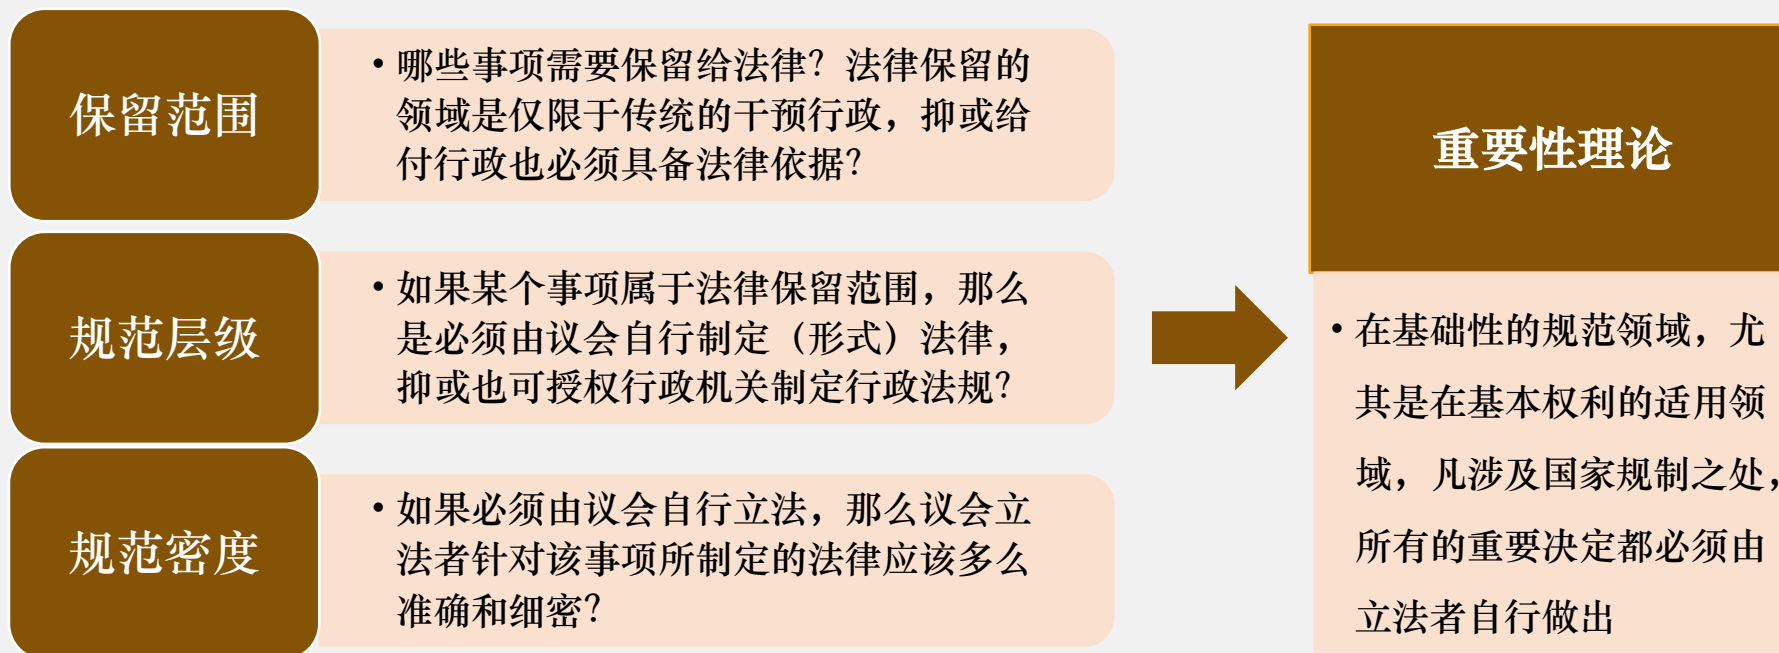 保留范围
• 哪些事项需要保留给法律？法律保留的
领域是仅限于传统的干预行政，抑或给
付行政也必须具备法律依据？
规范层级
• 如果某个事项属于法律保留范围，那么
是必须由议会自行制定（形式）法律，
抑或也可授权行政机关制定行政法规？
规范密度
• 如果必须由议会自行立法，那么议会立
法者针对该事项所制定的法律应该多么
准确和细密？
重要性理论
• 在基础性的规范领域，尤
其是在基本权利的适用领
域，凡涉及国家规制之处，
所有的重要决定都必须由
立法者自行做出